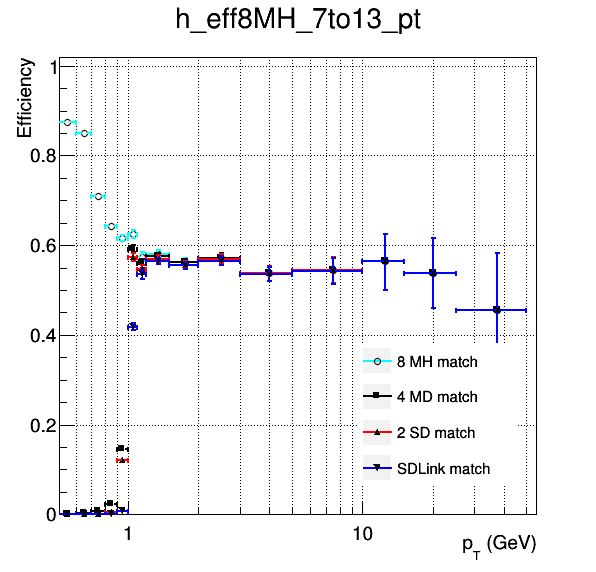 h_eff8MH_7to13_pt
Efficiency
1
0.8
0.6
0.4
0.2
0
8 MH match
4 MD match
2 SD match
SDLink match
1
10
p_T (GeV)